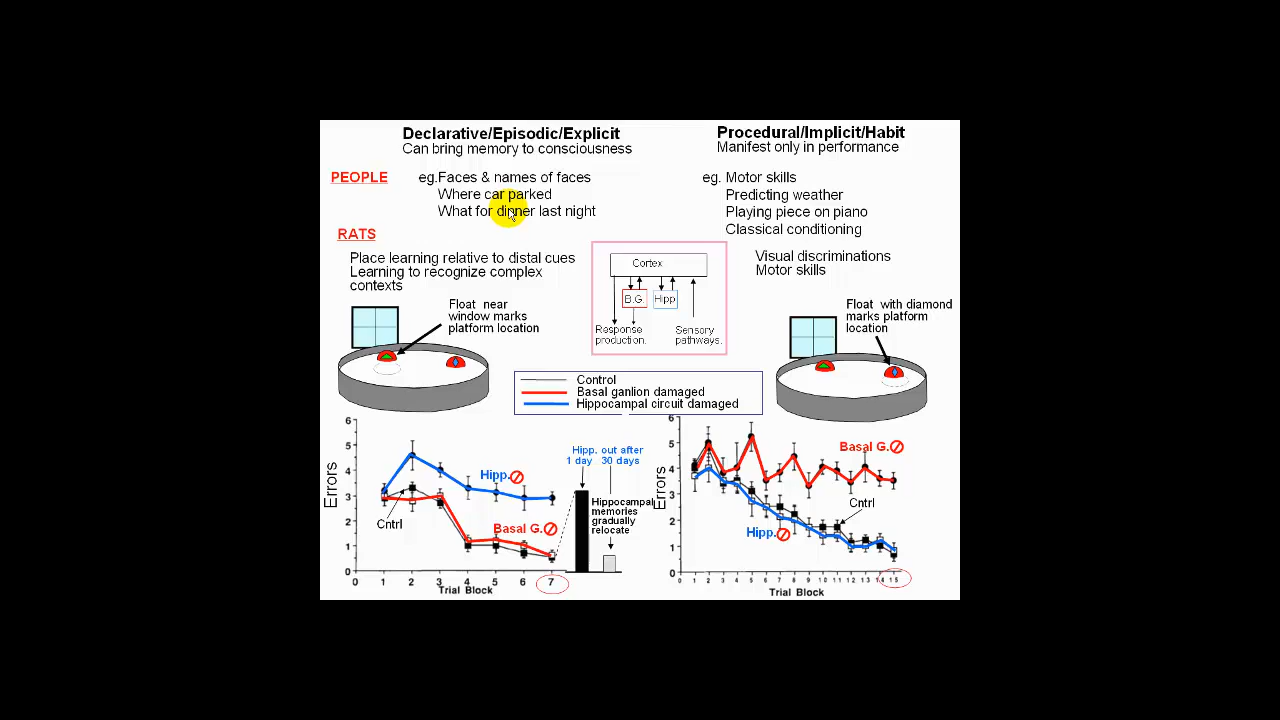 Declarative/Episodic/Explicit
Can bring memory to consciousness
Procedural/Implicit/Habit
Manifest only in performance
PEOPLE
eg.Faces & names of faces
Where car parked
What for dinner last night
eg. Motor skills
Predicting weather
Playing piece on piano
Classical conditioning
RATS
Place learning relative to distal cues
Learning to recognize complex
contexts
Visual discriminations
Motor skills
Cortex
B.G.
Hipp
Response
production.
Sensory
pathways.
Float near
window marks
platform location
Float with diamond
marks platform
location
Control
Basal ganlion damaged
Hippocampal circuit damaged
6
5
4
3
2
1
0
Errors
Hipp.
Cntrl
Basal G.
0 1 2 3 4 5 6 7
Trial Block
Hipp. out after
1 day 30 days
Hippocampal
memories
gradually
relocate
6
5
4
3
2
1
0
Errors
Basal G.
Cntrl
Hipp.
0 1 2 3 4 5 6 7 8 9 10 11 12 13 14 15
Trial Block